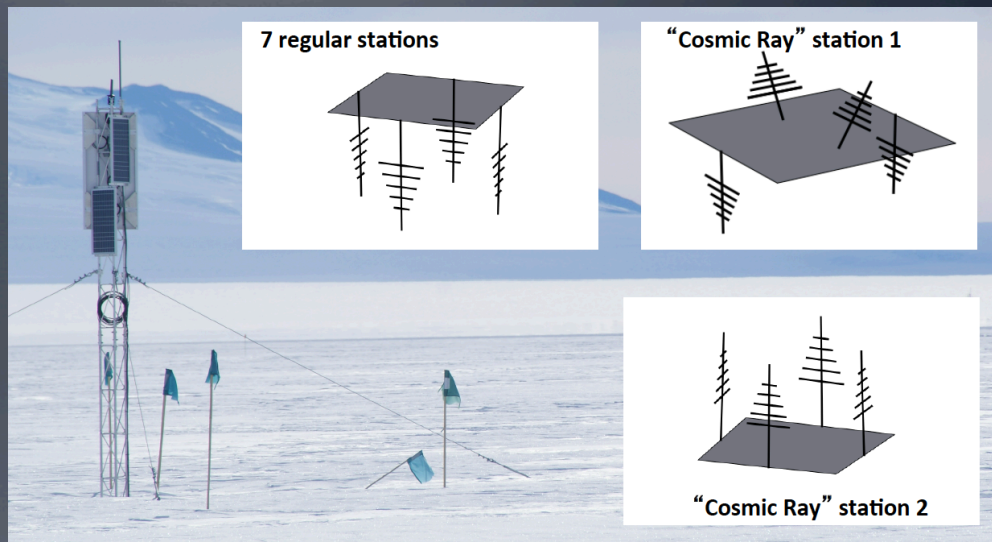 7 regular stations
“Cosmic Ray” station 1
“Cosmic Ray” station 2